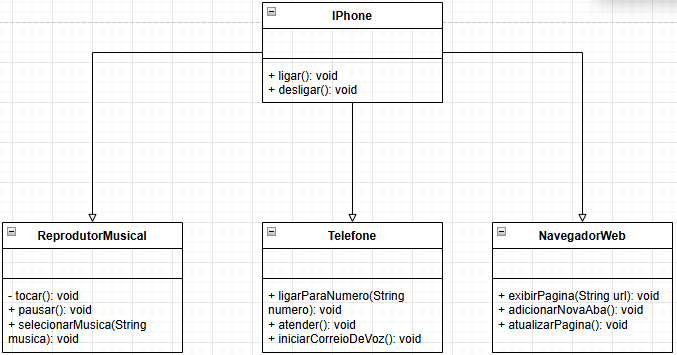 IPhone
+ ligar(): void
+ desligar(): void
ReprodutorMusical
- tocar(): void
+ pausar(): void
+ selecionarMusica(String
musica): void
Telefone
+ ligarParaNumero(String
numero): void
+ atender(): void
+ iniciarCorreioDeVoz(): void
NavegadorWeb
+ exibirPagina(String url): void
+ adicionarNovaAba(): void
+ atualizarPagina(): void